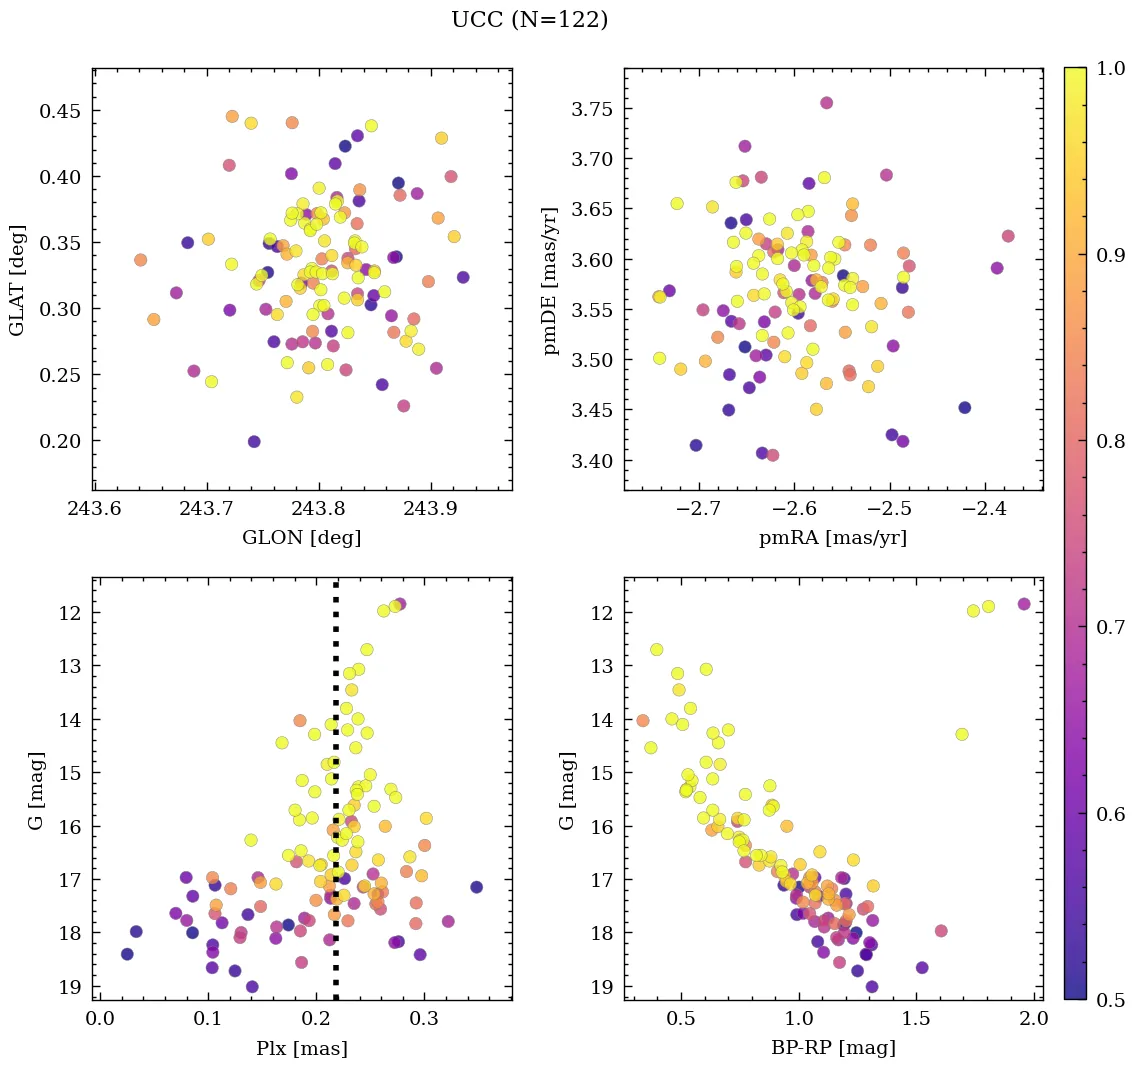 UCC (N=122)
0.45
0.40
0.35
0.30
0.25
0.20
GLAT [deg]
243.6 243.7 243.8 243.9
GLON [deg]
3.75
3.70
3.65
3.60
3.55
3.50
3.45
3.40
pmDE [mas/yr]
−2.7 −2.6 −2.5 −2.4
pmRA [mas/yr]
1.0
0.9
0.8
0.7
0.6
0.5
12
13
14
15
16
17
18
19
G [mag]
0.0 0.1 0.2 0.3
Plx [mas]
12
13
14
15
16
17
18
19
G [mag]
0.5 1.0 1.5 2.0
BP-RP [mag]